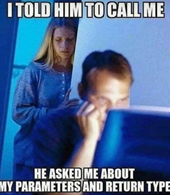 I TOLD HIM TO CALL ME
HE ASKED ME ABOUT
MY PARAMETERS AND RETURN TYPE